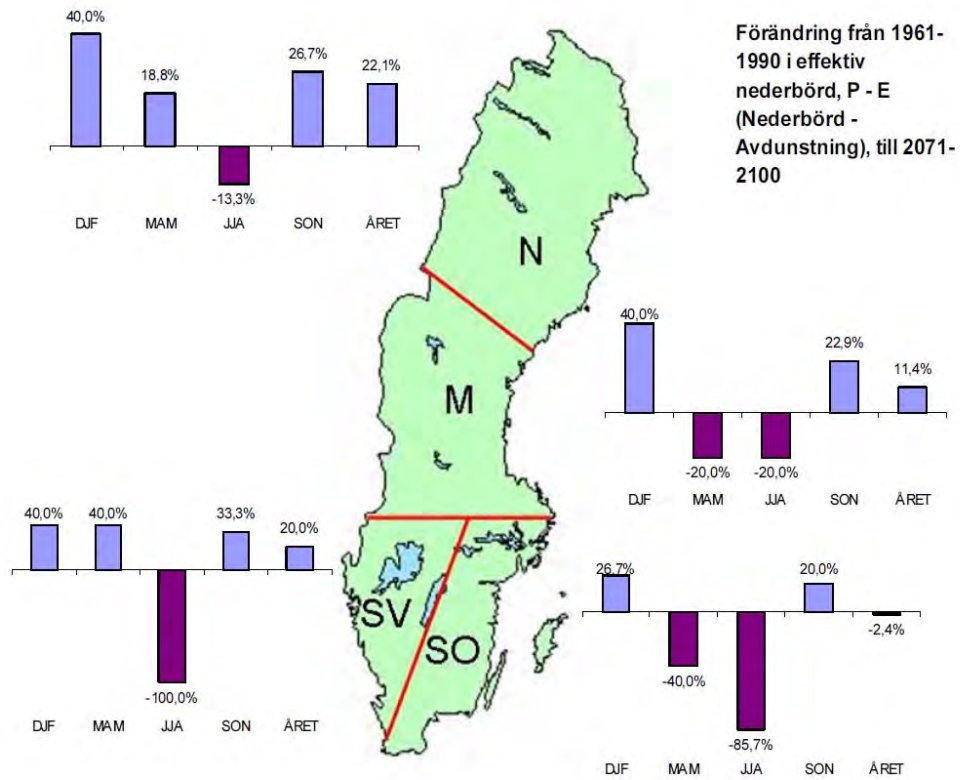 Förändring från 1961-
1990 i effektiv
nederbörd, P - E
(Nederbörd -
Avdunstning), till 2071-
2100
40,0%
18,8%
-13,3%
26,7%
22,1%
DJF MAM JJA SON ÅRET
N
M
SV
SO
40,0%
-20,0%
-20,0%
22,9%
11,4%
DJF MAM JJA SON ÅRET
40,0%
40,0%
-100,0%
33,3%
20,0%
DJF MAM JJA SON ÅRET
26,7%
-40,0%
-85,7%
20,0%
-2,4%
DJF MAM JJA SON ÅRET